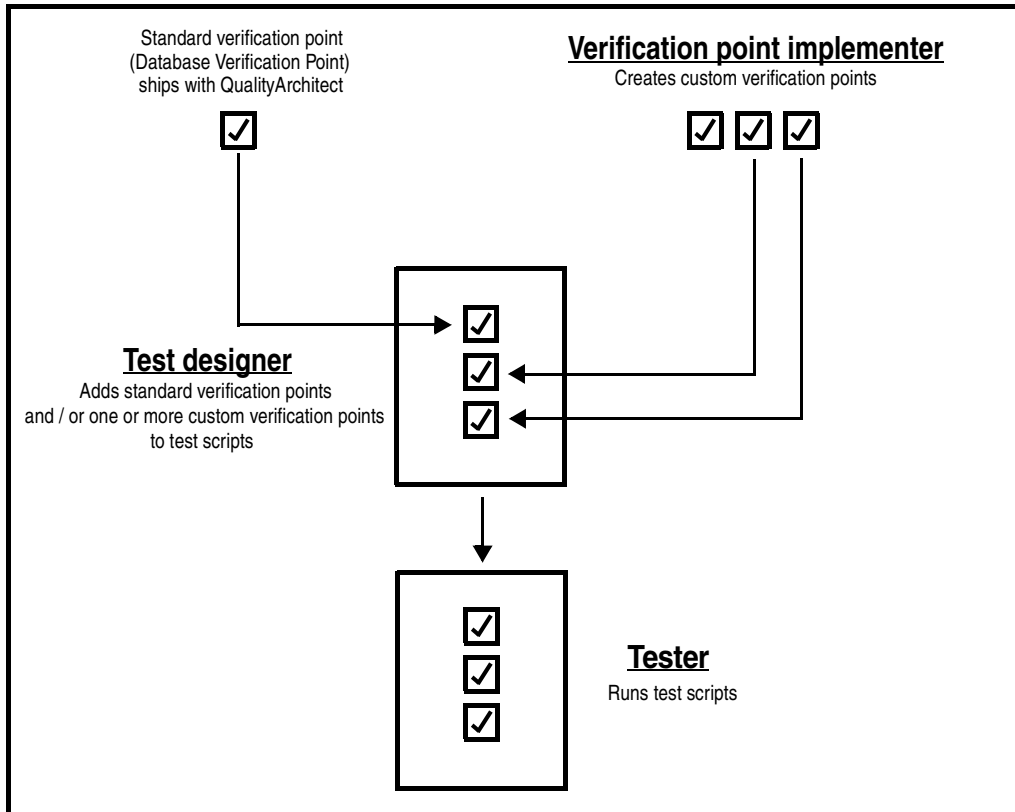 Standard verification point
(Database Verification Point)
ships with QualityArchitect
Verification point implementer
Creates custom verification points
Test designer
Adds standard verification points
and / or one or more custom verification points
to test scripts
Tester
Runs test scripts